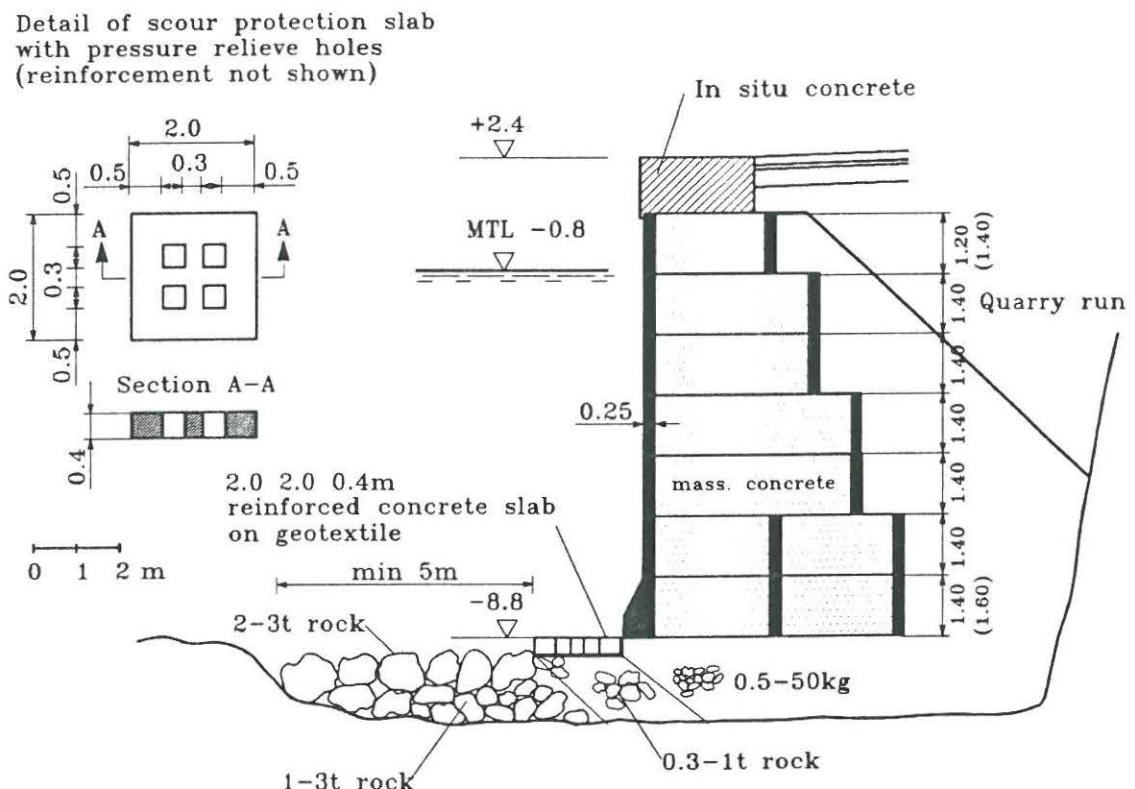 Detail of scour protection slab
with pressure relieve holes
(reinforcement not shown)
In situ concrete
+2.4
2.0
0.3
0.5
0.5
0.5
A
A
MTL -0.8
2.0
0.3
0.5
1.20
(1.40)
1.40
Quarry run
1.40
Section A-A
0.25
1.40
0.4
2.0 2.0 0.4m
reinforced concrete slab
on geotextile
mass. concrete
1.40
0 1 2 m
min 5m
1.40
-8.8
1.40
(1.60)
2-3t rock
0.5-50kg
0.3-1t rock
1-3t rock